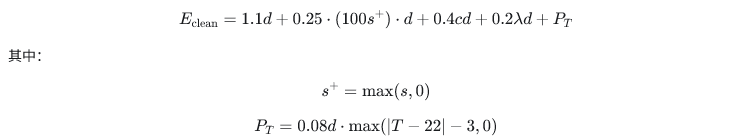 E_clean = 1.1d + 0.25 · (100s⁺) · d + 0.4cd + 0.2λd + P_T
其中：
s⁺ = max(s, 0)
P_T = 0.08d · max(|T − 22| − 3, 0)